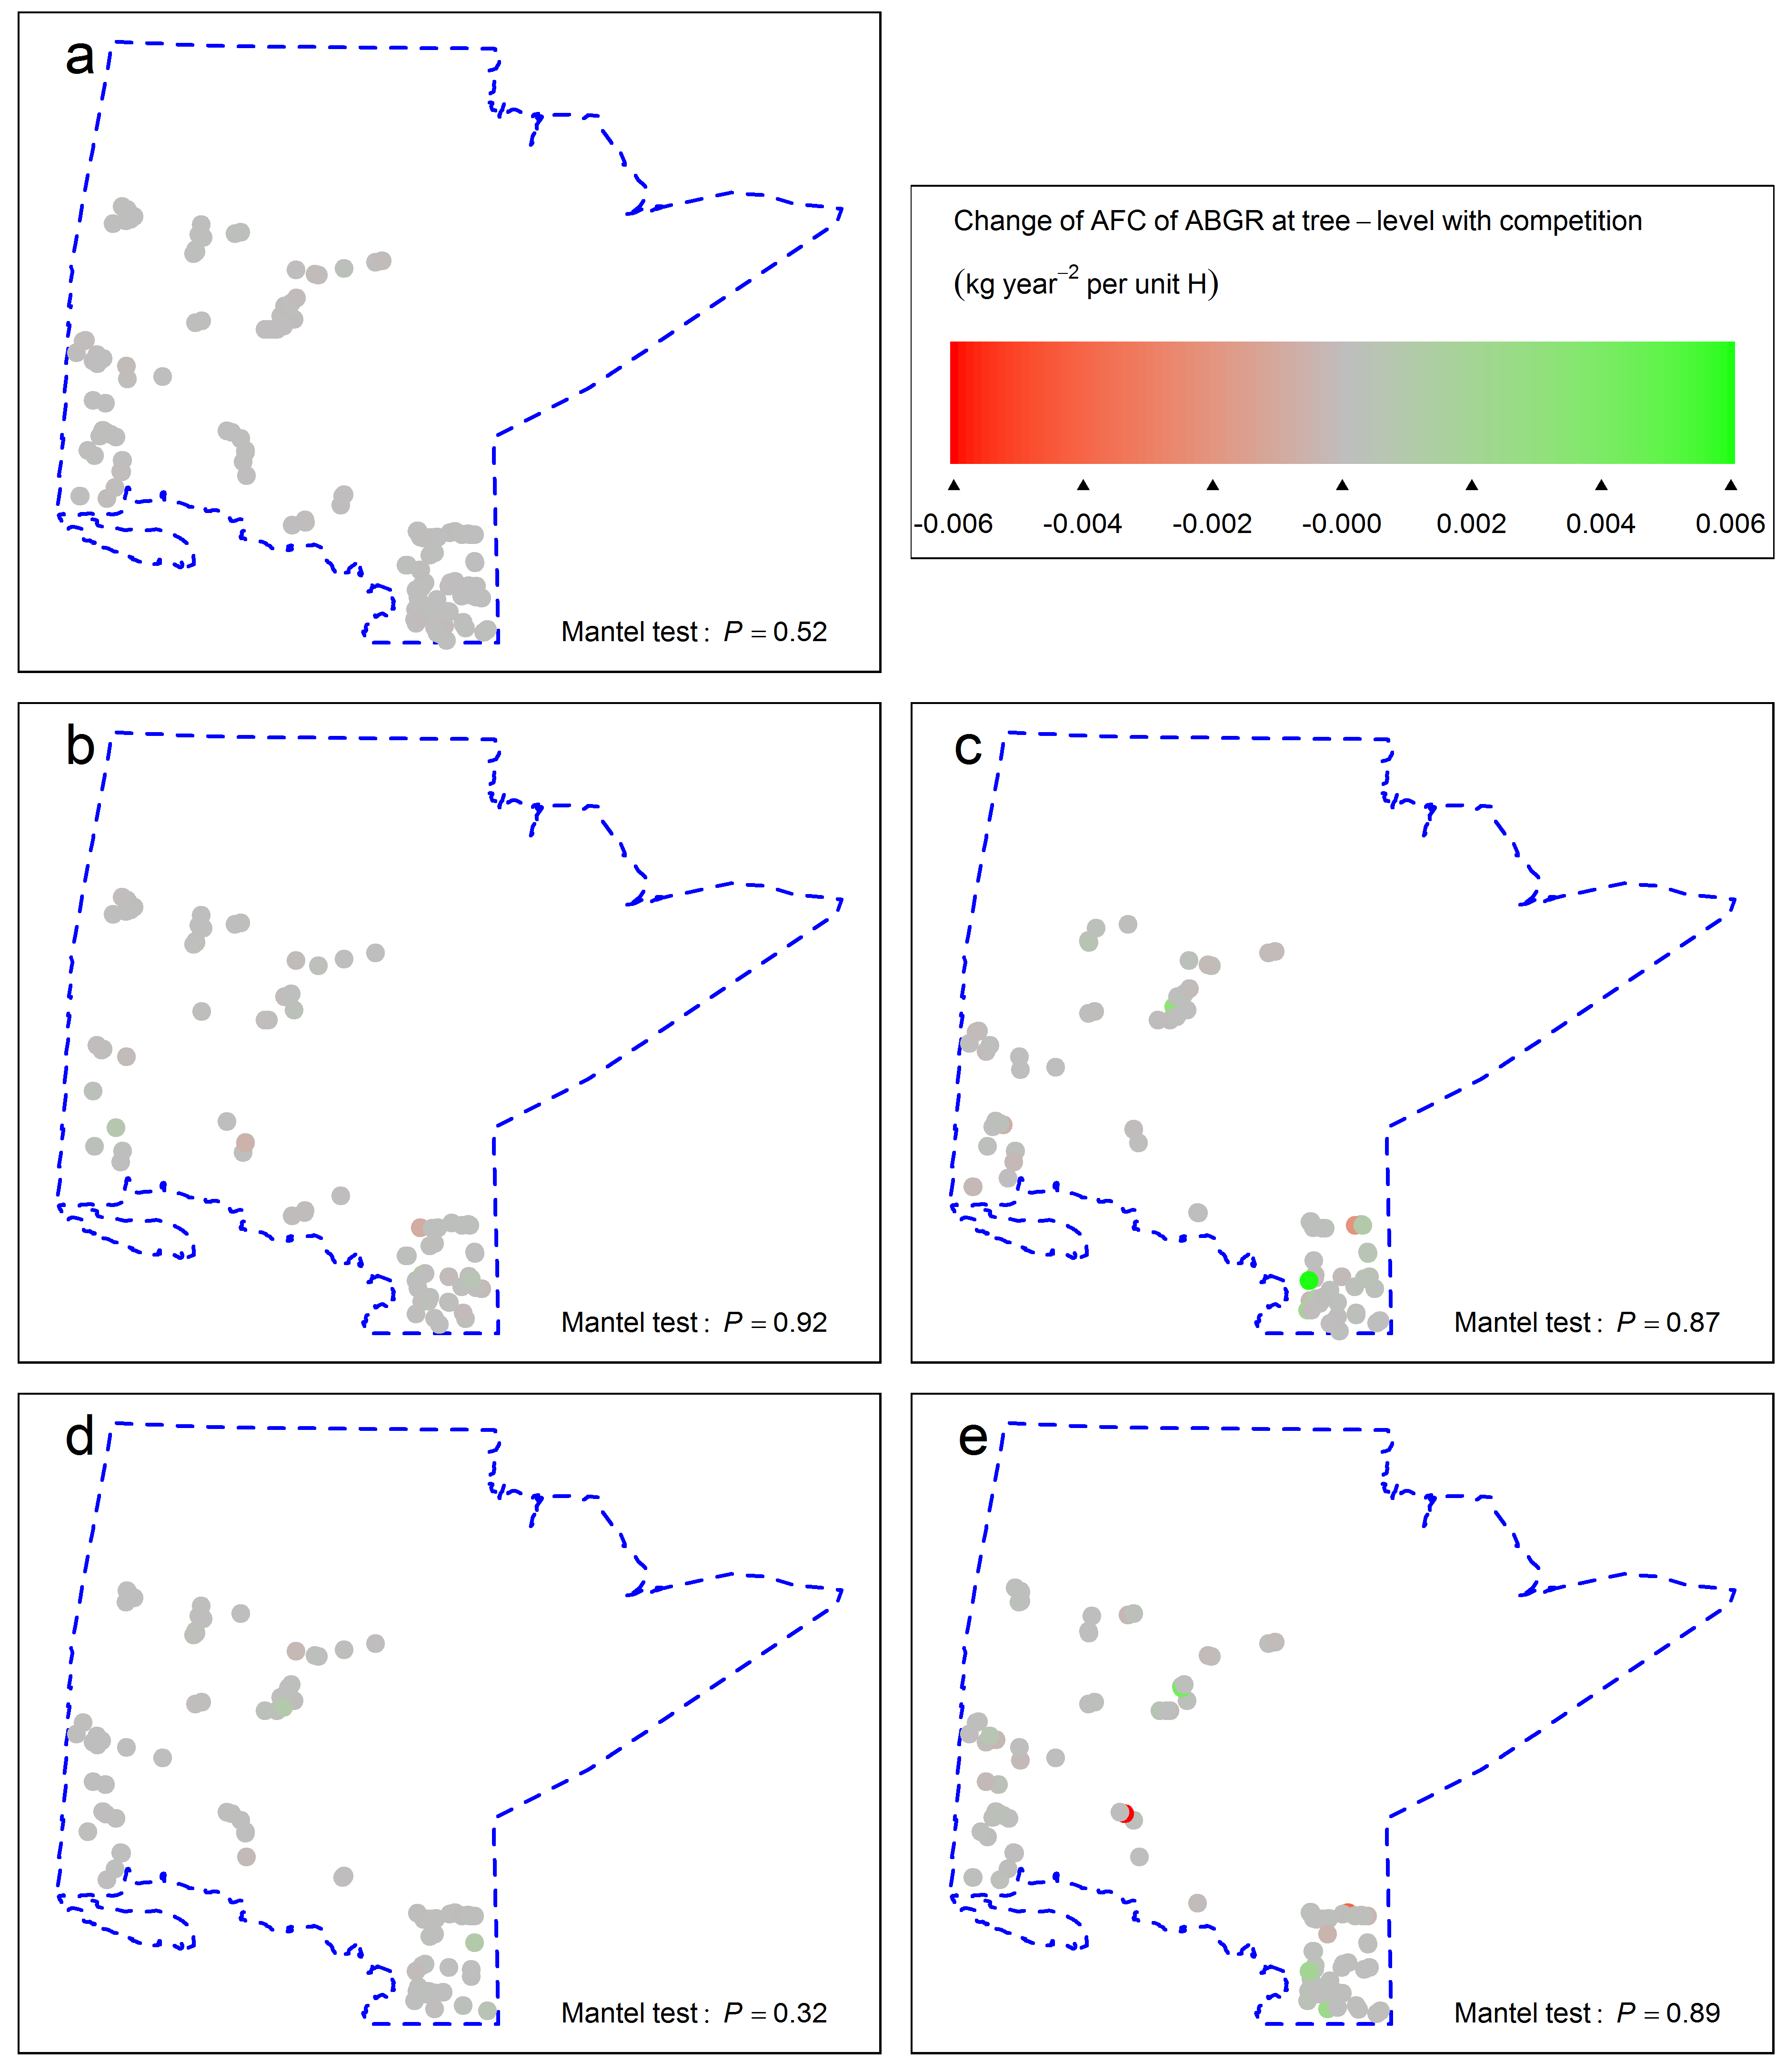 a
Mantel test : P = 0.52
Change of AFC of ABGR at tree – level with competition
(kg year⁻² per unit H)
-0.006 -0.004 -0.002 -0.000 0.002 0.004 0.006
b
Mantel test : P = 0.92
c
Mantel test : P = 0.87
d
Mantel test : P = 0.32
e
Mantel test : P = 0.89